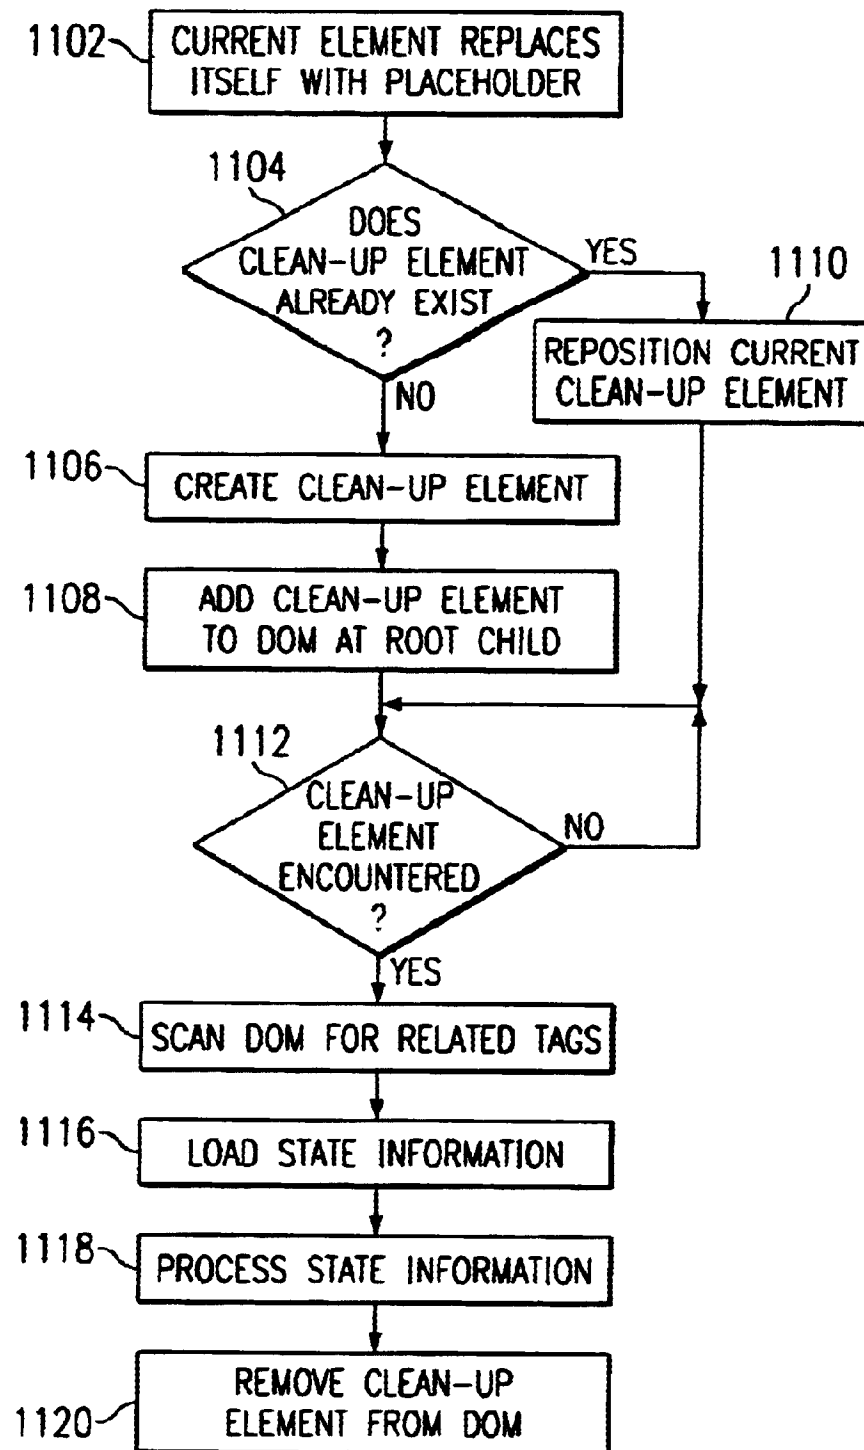 1102
CURRENT ELEMENT REPLACES
ITSELF WITH PLACEHOLDER
1104
DOES
CLEAN-UP ELEMENT
ALREADY EXIST
?
YES
NO
1110
REPOSITION CURRENT
CLEAN-UP ELEMENT
1106
CREATE CLEAN-UP ELEMENT
1108
ADD CLEAN-UP ELEMENT
TO DOM AT ROOT CHILD
1112
CLEAN-UP
ELEMENT
ENCOUNTERED
?
NO
YES
1114
SCAN DOM FOR RELATED TAGS
1116
LOAD STATE INFORMATION
1118
PROCESS STATE INFORMATION
1120
REMOVE CLEAN-UP
ELEMENT FROM DOM